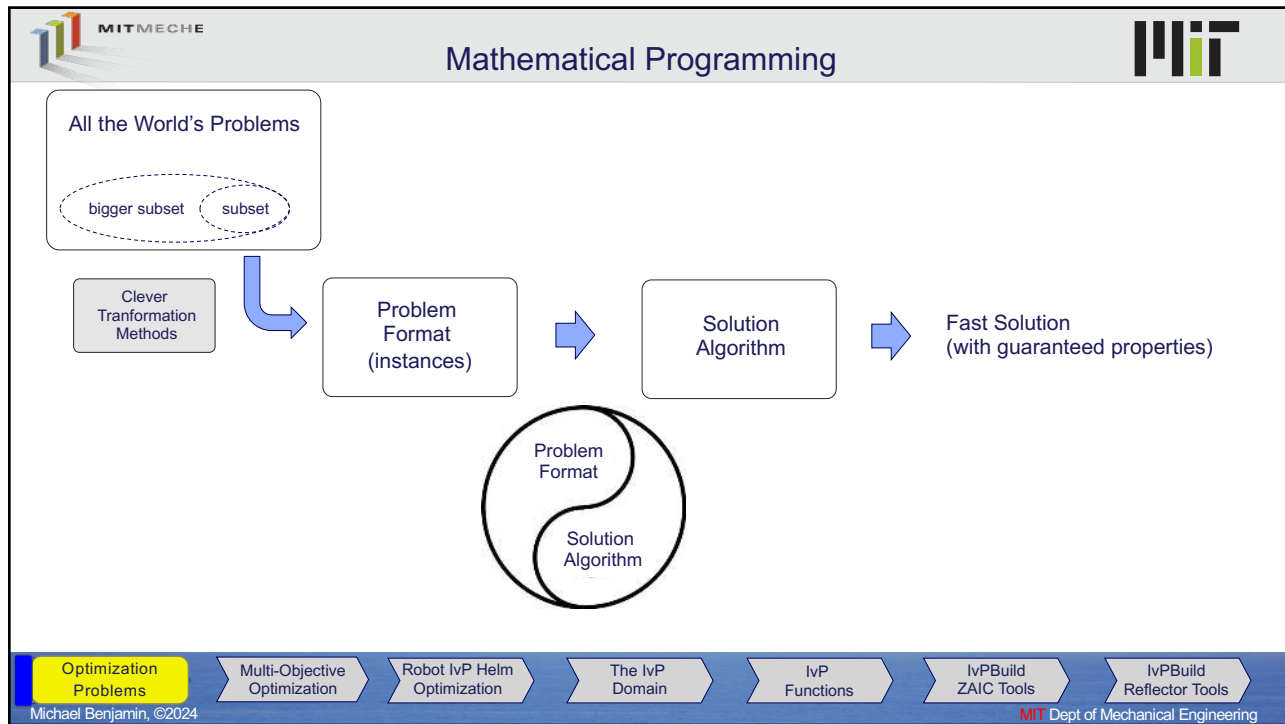 MITMECHE
Mathematical Programming
MIT
All the World's Problems
bigger subset
subset
Clever
Tranformation
Methods
Problem
Format
(instances)
Solution
Algorithm
Fast Solution
(with guaranteed properties)
Problem
Format
Solution
Algorithm
Optimization
Problems
Multi-Objective
Optimization
Robot IvP Helm
Optimization
The IvP
Domain
IvP
Functions
IvPBuild
ZAIC Tools
IvPBuild
Reflector Tools
Michael Benjamin, ©2024
MIT Dept of Mechanical Engineering